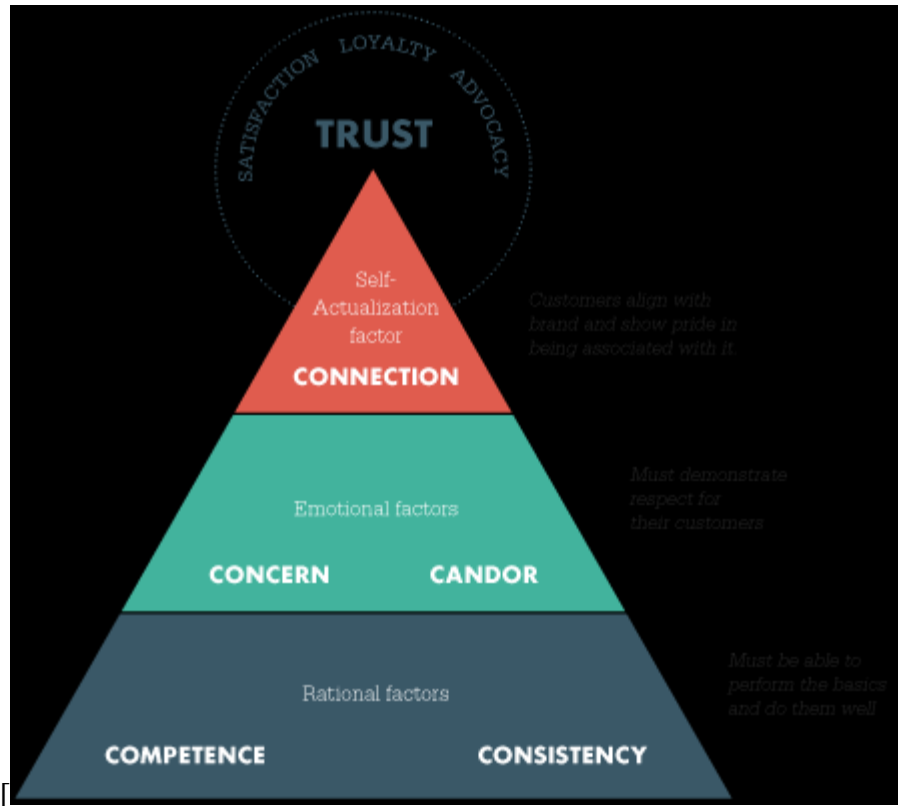 SATISFACTION LOYALTY ADVOCACY
TRUST
Self-
Actualization
factor
CONNECTION
Customers align with
brand and show pride in
being associated with it.
Emotional factors
CONCERN CANDOR
Must demonstrate
respect for
their customers
Rational factors
COMPETENCE CONSISTENCY
Must be able to
perform the basics
and do them well
[